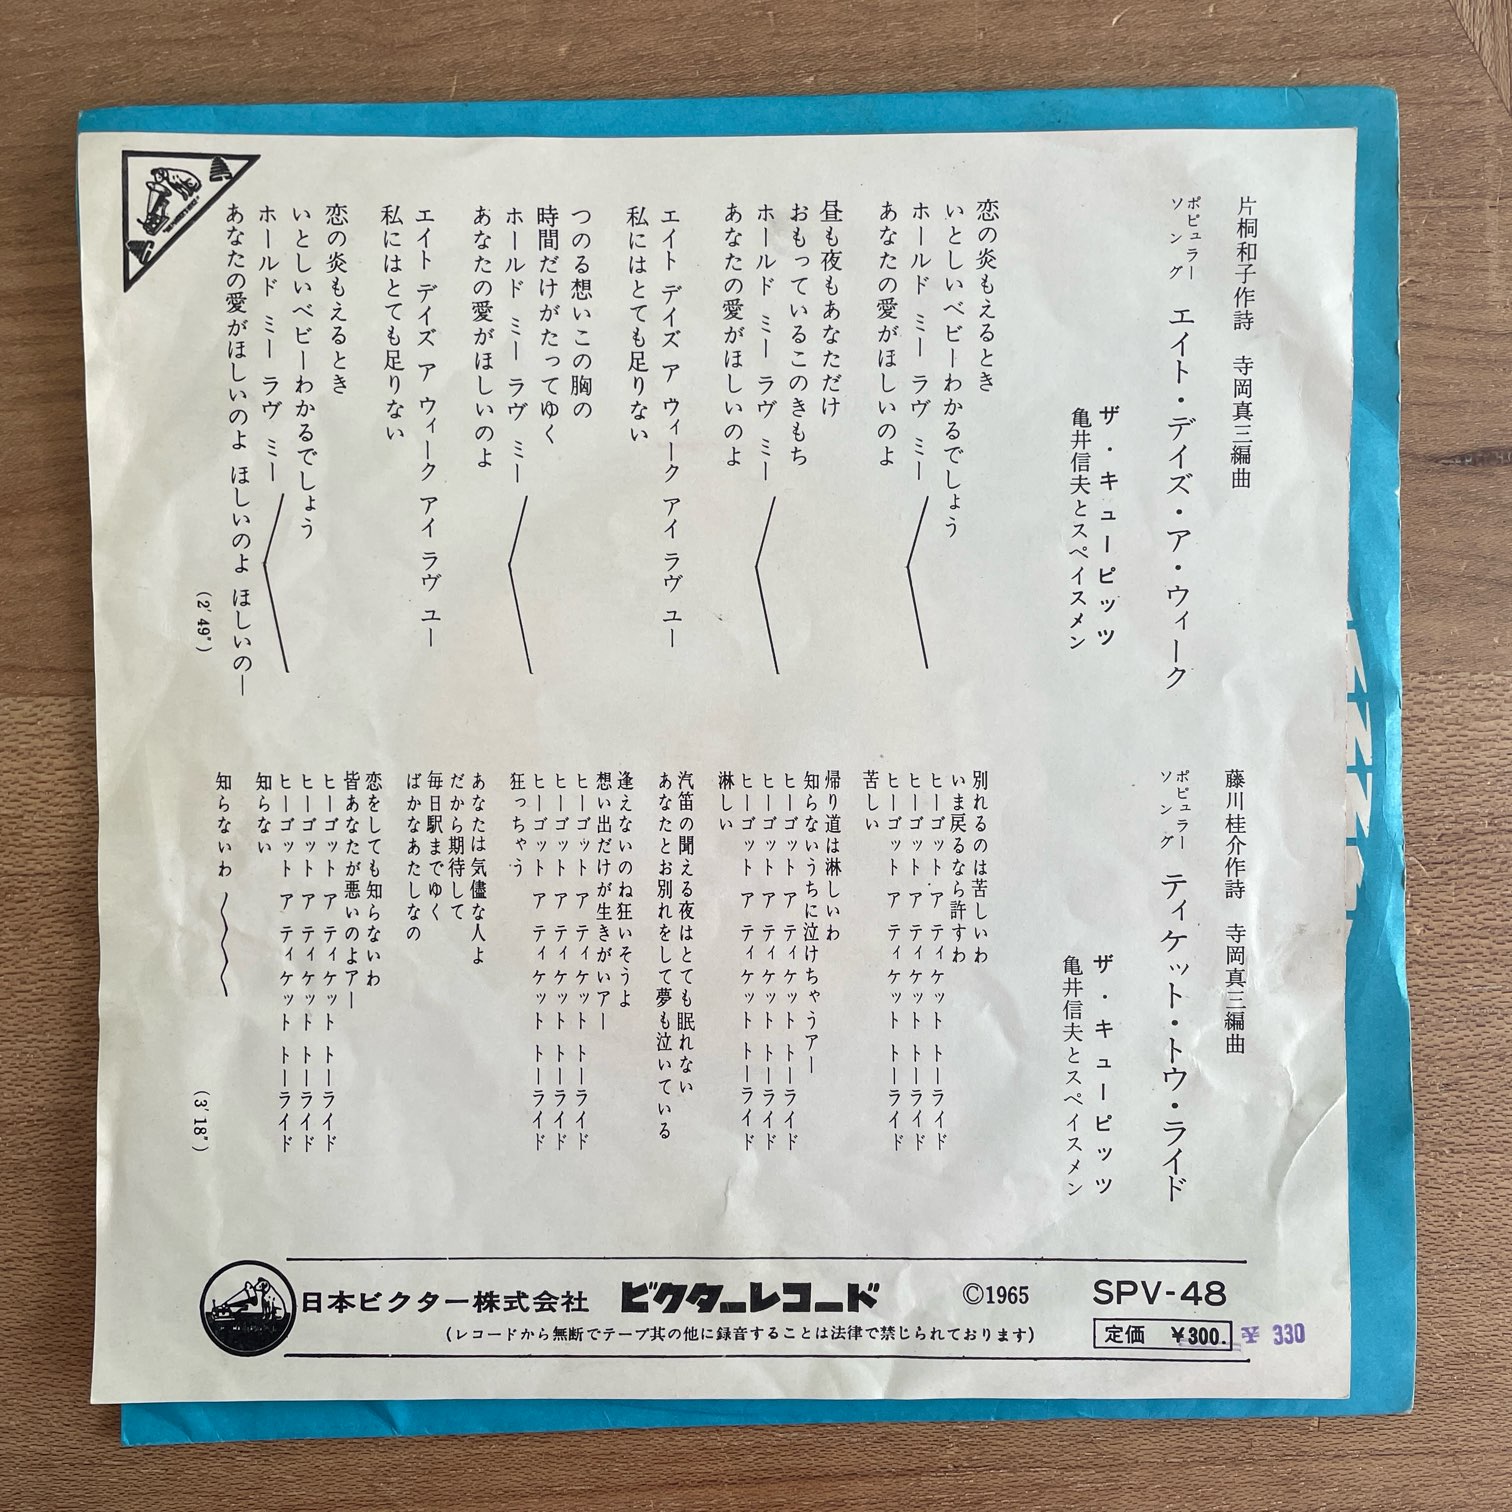 片桐和子作詩 寺岡真三編曲
ポピュラーソング エイト・デイズ・ア・ウィーク
ザ・キューピッツ
亀井信夫とスペイスメン
恋の炎もえるとき
いとしいベビーわかるでしょう
ホールド ミー ラヴ ミー
あなたの愛がほしいのよ
昼も夜もあなただけ
おもっているこのきもち
ホールド ミー ラヴ ミー
あなたの愛がほしいのよ
エイト デイズ ア ウィーク アイ ラヴ ユー
私にはとても足りない
つのる想いこの胸の
時間だけがたってゆく
ホールド ミー ラヴ ミー
あなたの愛がほしいのよ
エイト デイズ ア ウィーク アイ ラヴ ユー
私にはとても足りない
恋の炎もえるとき
いとしいベビーわかるでしょう
ホールド ミー ラヴ ミー
あなたの愛がほしいのよ ほしいのよ ほしいのー
(2′49″)
藤川桂介作詩 寺岡真三編曲
ポピュラーソング ティケット・トゥ・ライド
ザ・キューピッツ
亀井信夫とスペイスメン
別れるのは苦しいわ
いま戻るなら許すわ
ヒーゴット ア ティケット トーライド
ヒーゴット ア ティケット トーライド
ヒーゴット ア ティケット トーライド
苦しい
帰り道は淋しいわ
知らないうちに泣けちゃうアー
ヒーゴット ア ティケット トーライド
ヒーゴット ア ティケット トーライド
ヒーゴット ア ティケット トーライド
淋しい
汽笛の聞える夜はとても眠れない
あなたとお別れをして夢も泣いている
逢えないのね狂いそうよ
想い出だけが生きがいアー
ヒーゴット ア ティケット トーライド
ヒーゴット ア ティケット トーライド
ヒーゴット ア ティケット トーライド
狂っちゃう
あなたは気儘な人よ
だから期待して
毎日駅までゆく
ばかなあたしなの
恋をしても知らないわ
皆あなたが悪いのよアー
ヒーゴット ア ティケット トーライド
ヒーゴット ア ティケット トーライド
ヒーゴット ア ティケット トーライド
知らない
知らないわ
(3′18″)
日本ビクター株式会社 ビクターレコード ©1965 SPV-48
(レコードから無断でテープ其の他に録音することは法律で禁じられております) 定価 ¥300. ¥ 330